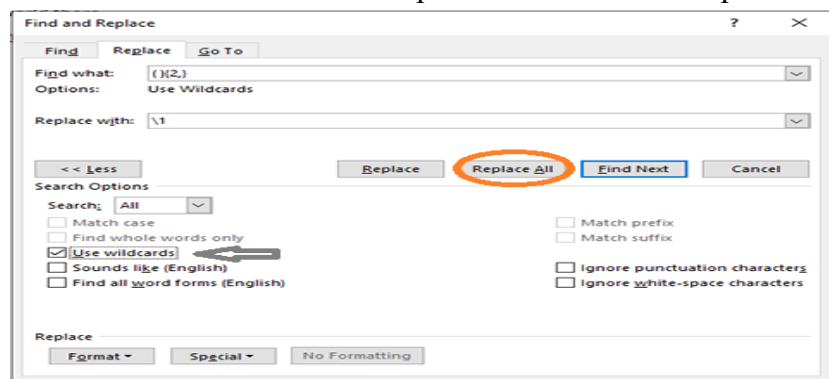 Find and Replace ? ×
Find Replace Go To
Find what: ( ){2,}
Options: Use Wildcards
Replace with: \1
<< Less Replace Replace All Find Next Cancel
Search Options
Search: All
Match case Match prefix
Find whole words only Match suffix
Use wildcards
Sounds like (English) Ignore punctuation characters
Find all word forms (English) Ignore white-space characters
Replace
Format Special No Formatting